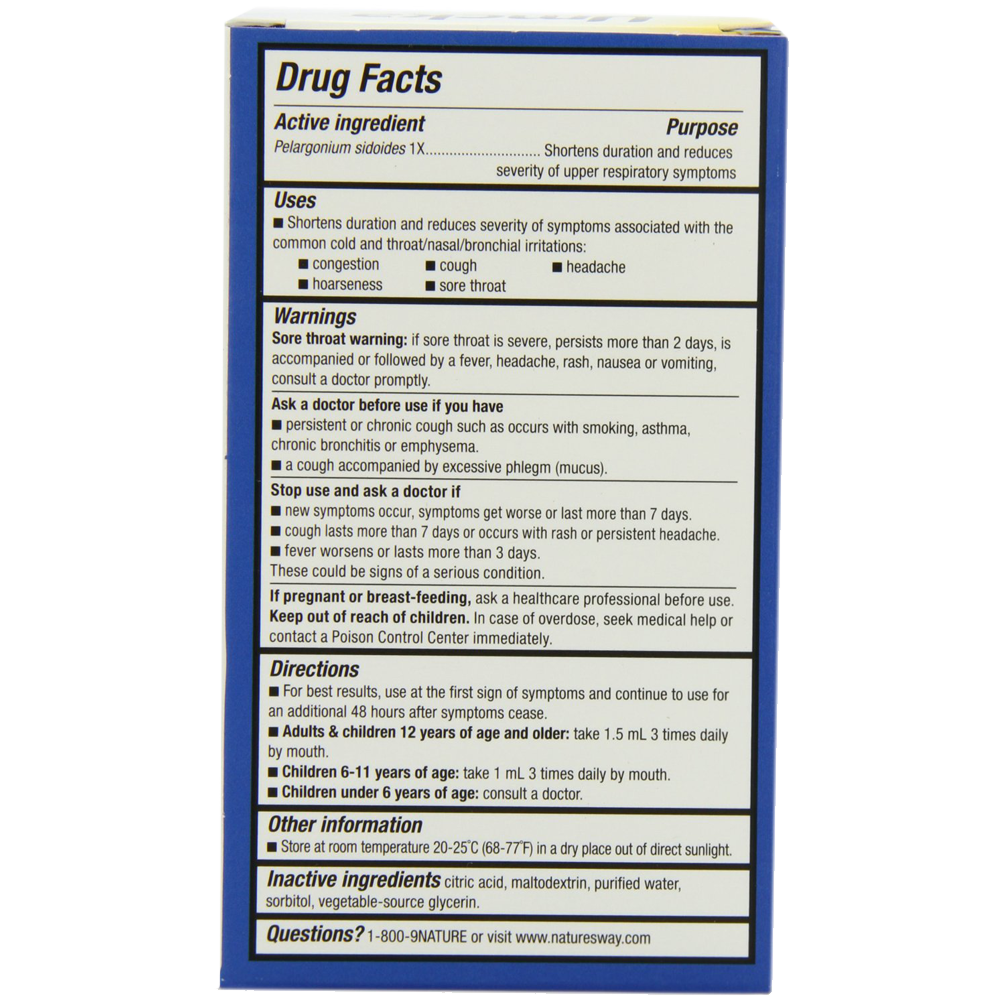 Drug Facts
Active ingredient Purpose
Pelargonium sidoides 1X............................ Shortens duration and reduces
severity of upper respiratory symptoms
Uses
■ Shortens duration and reduces severity of symptoms associated with the
common cold and throat/nasal/bronchial irritations:
■ congestion ■ cough ■ headache
■ hoarseness ■ sore throat
Warnings
Sore throat warning: if sore throat is severe, persists more than 2 days, is
accompanied or followed by a fever, headache, rash, nausea or vomiting,
consult a doctor promptly.
Ask a doctor before use if you have
■ persistent or chronic cough such as occurs with smoking, asthma,
chronic bronchitis or emphysema.
■ a cough accompanied by excessive phlegm (mucus).
Stop use and ask a doctor if
■ new symptoms occur, symptoms get worse or last more than 7 days.
■ cough lasts more than 7 days or occurs with rash or persistent headache.
■ fever worsens or lasts more than 3 days.
These could be signs of a serious condition.
If pregnant or breast-feeding, ask a healthcare professional before use.
Keep out of reach of children. In case of overdose, seek medical help or
contact a Poison Control Center immediately.
Directions
■ For best results, use at the first sign of symptoms and continue to use for
an additional 48 hours after symptoms cease.
■ Adults & children 12 years of age and older: take 1.5 mL 3 times daily
by mouth.
■ Children 6-11 years of age: take 1 mL 3 times daily by mouth.
■ Children under 6 years of age: consult a doctor.
Other information
■ Store at room temperature 20-25°C (68-77°F) in a dry place out of direct sunlight.
Inactive ingredients citric acid, maltodextrin, purified water,
sorbitol, vegetable-source glycerin.
Questions? 1-800-9NATURE or visit www.naturesway.com